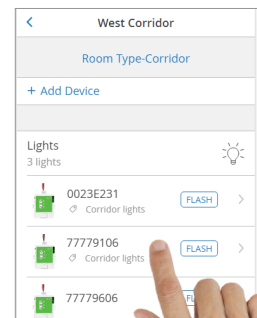 West Corridor
Room Type-Corridor
+ Add Device
Lights
3 lights
0023E231
Corridor lights
FLASH
77779106
Corridor lights
FLASH
77779606